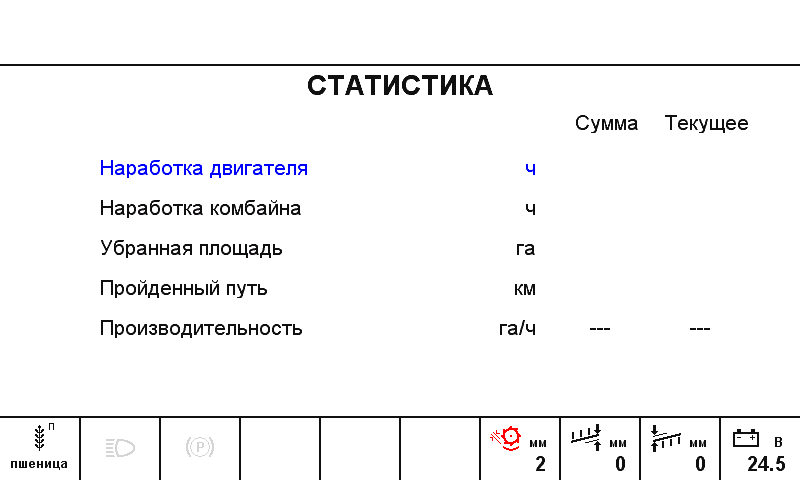 СТАТИСТИКА
Сумма Текущее
Наработка двигателя ч
Наработка комбайна ч
Убранная площадь га
Пройденный путь км
Производительность га/ч --- ---
П
(P)
мм мм мм В
пшеница 2 0 0 24.5